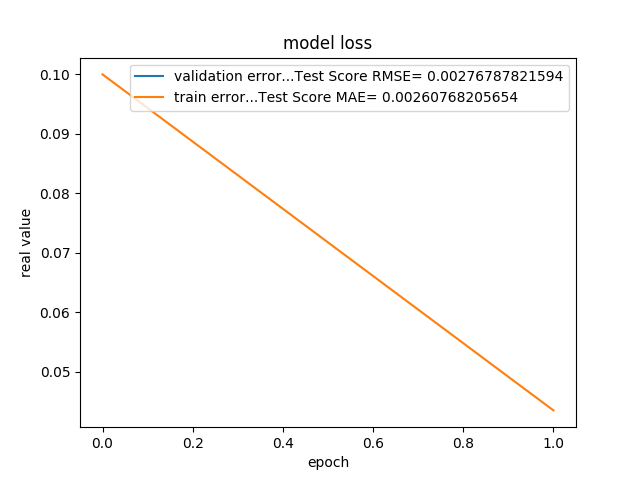 model loss
validation error...Test Score RMSE= 0.00276787821594
train error...Test Score MAE= 0.00260768205654
0.10
0.09
0.08
0.07
0.06
0.05
real value
0.0 0.2 0.4 0.6 0.8 1.0
epoch